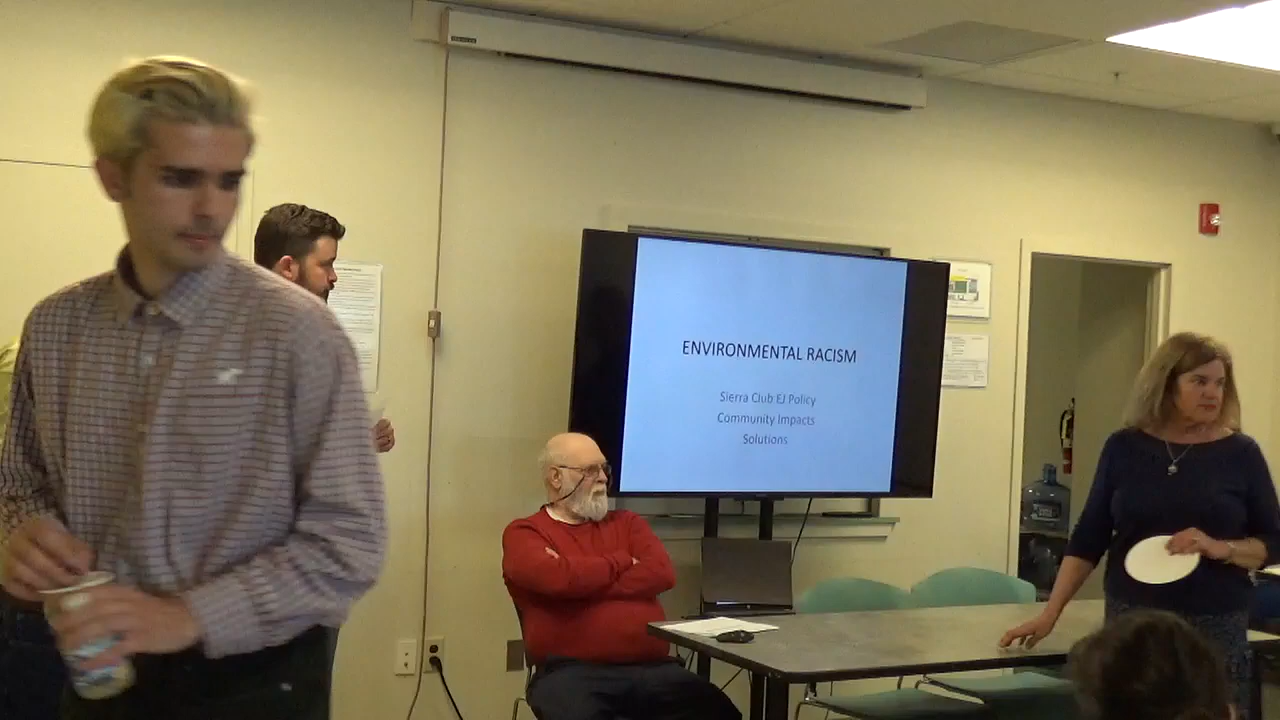 ENVIRONMENTAL RACISM
Sierra Club EJ Policy
Community Impacts
Solutions